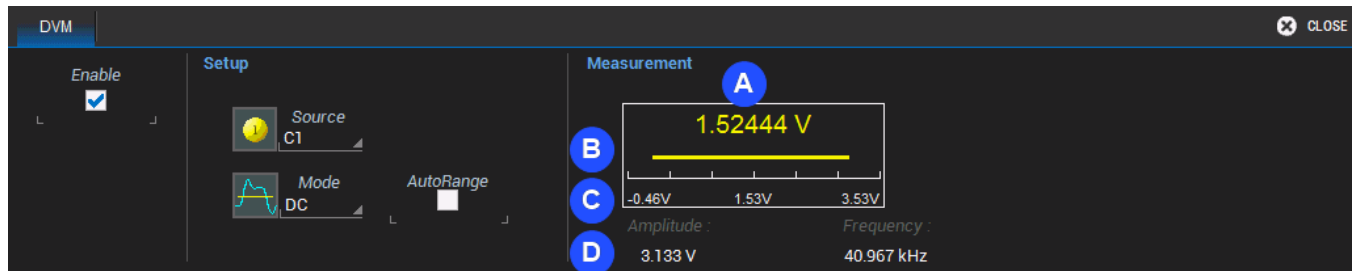 DVM
CLOSE
Enable
Setup
Source
1
C1
Mode
DC
AutoRange
Measurement
A
1.52444 V
B
C
-0.46V 1.53V 3.53V
Amplitude : Frequency :
D
3.133 V 40.967 kHz